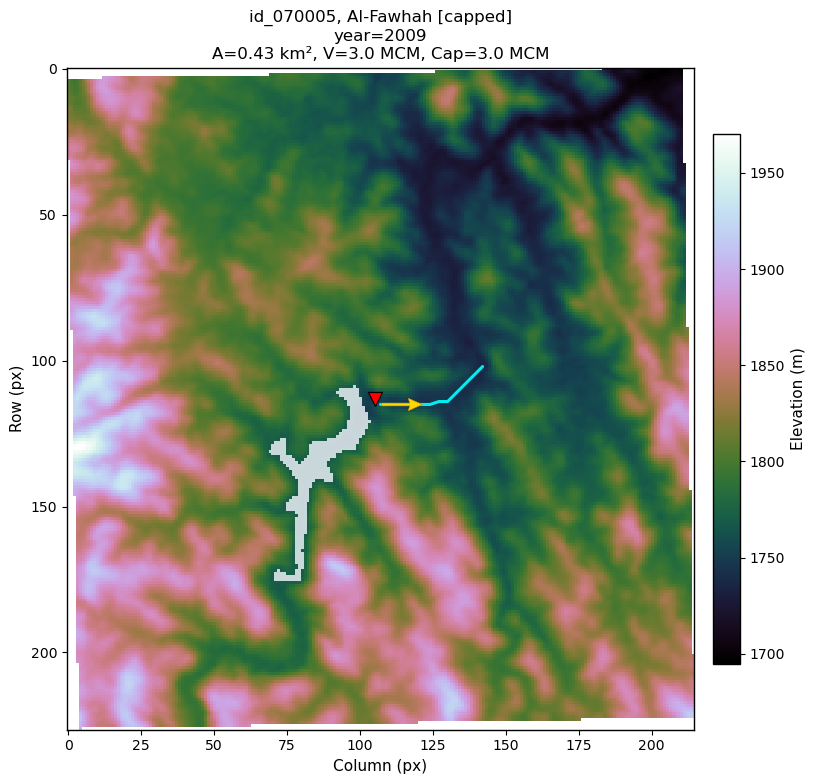 id_070005, Al-Fawhah [capped]
year=2009
A=0.43 km², V=3.0 MCM, Cap=3.0 MCM
0
50
100
150
200
0 25 50 75 100 125 150 175 200
Row (px)
Column (px)
1950
1900
1850
1800
1750
1700
Elevation (m)